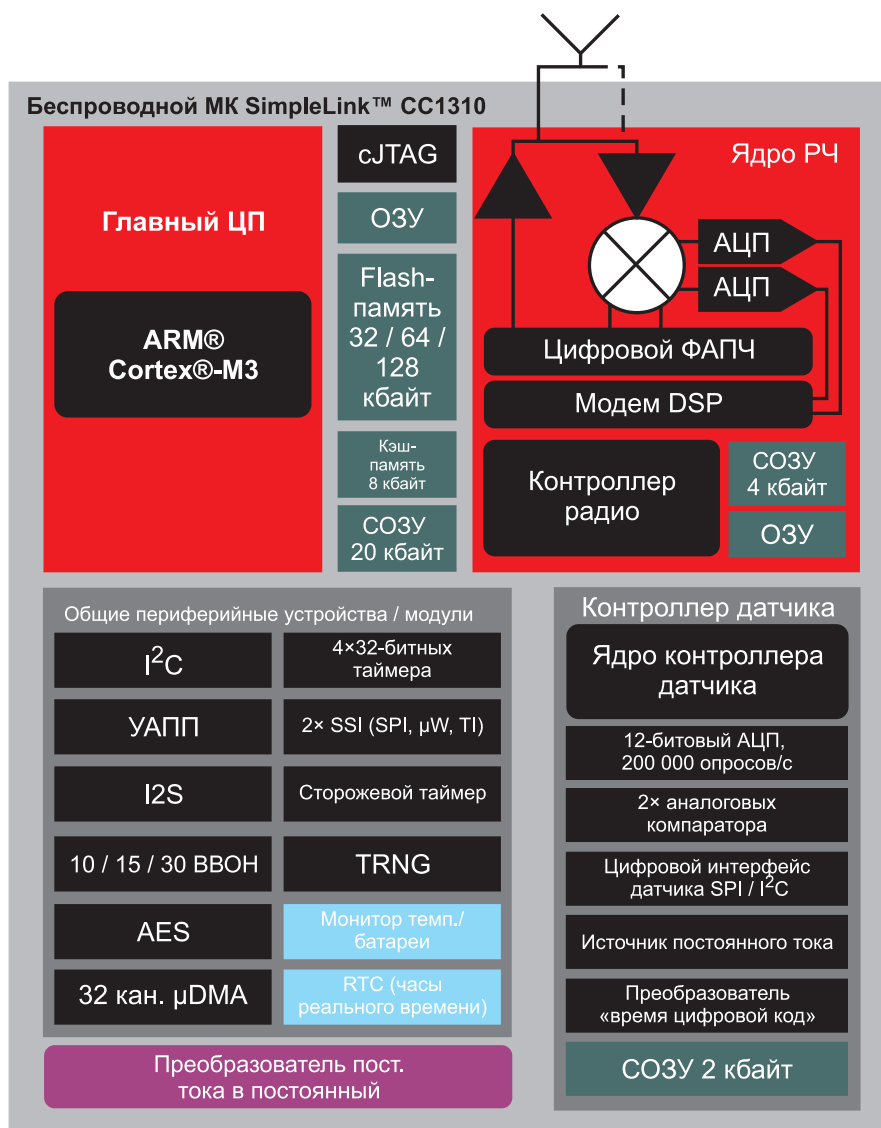 Беспроводной МК SimpleLink™ CC1310
Главный ЦП
ARM®
Cortex®-M3
cJTAG
ОЗУ
Flash-
память
32 / 64 /
128
кбайт
Кэш-
память
8 кбайт
СОЗУ
20 кбайт
Ядро РЧ
АЦП
АЦП
Цифровой ФАПЧ
Модем DSP
Контроллер
радио
СОЗУ
4 кбайт
ОЗУ
Общие периферийные устройства / модули
I²C
4×32-битных
таймера
УАПП
2× SSI (SPI, µW, TI)
I2S
Сторожевой таймер
10 / 15 / 30 ВВОН
TRNG
AES
Монитор темп./
батареи
32 кан. µDMA
RTC (часы
реального времени)
Преобразователь пост.
тока в постоянный
Контроллер датчика
Ядро контроллера
датчика
12-битовый АЦП,
200 000 опросов/с
2× аналоговых
компаратора
Цифровой интерфейс
датчика SPI / I²C
Источник постоянного тока
Преобразователь
«время цифровой код»
СОЗУ 2 кбайт